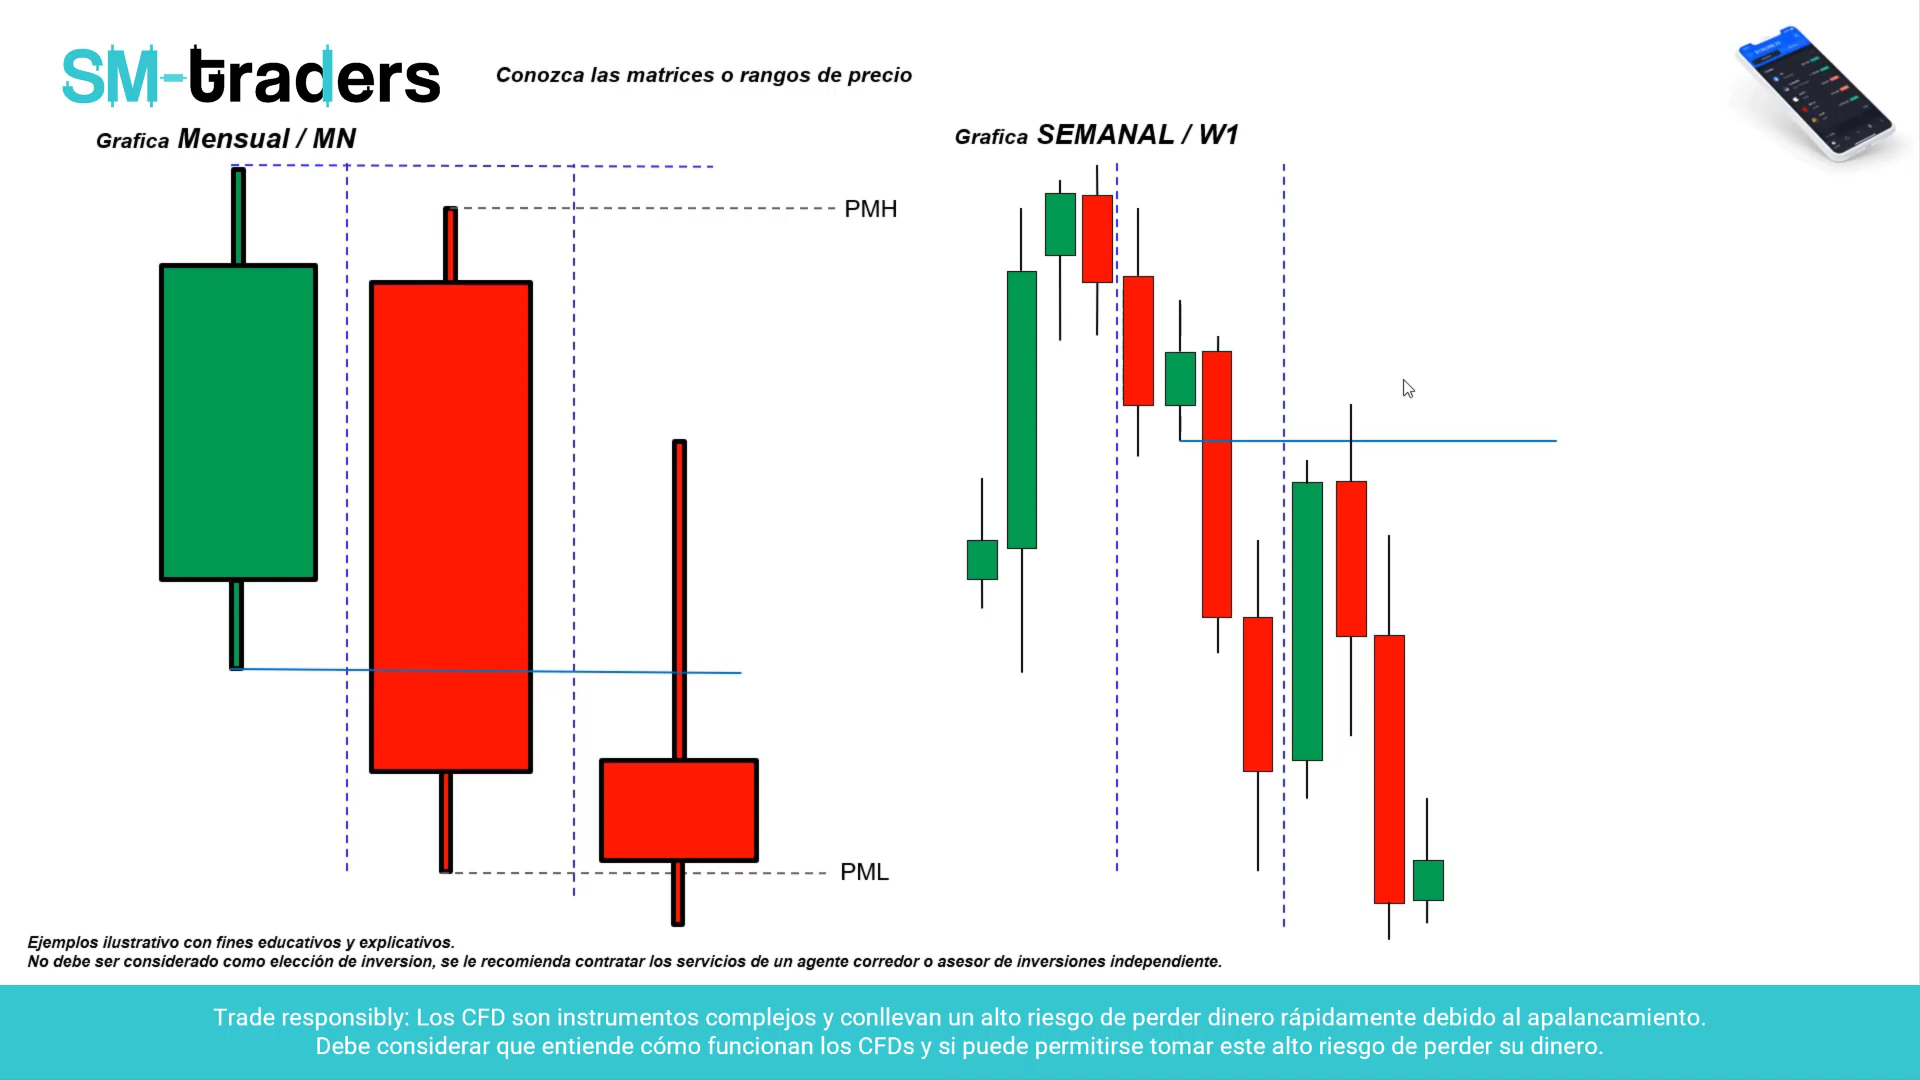 SM-traders
Conozca las matrices o rangos de precio
Grafica Mensual / MN
Grafica SEMANAL / W1
PMH
PML
Ejemplos ilustrativo con fines educativos y explicativos.
No debe ser considerado como elección de inversion, se le recomienda contratar los servicios de un agente corredor o asesor de inversiones independiente.
Trade responsibly: Los CFD son instrumentos complejos y conllevan un alto riesgo de perder dinero rápidamente debido al apalancamiento.
Debe considerar que entiende cómo funcionan los CFDs y si puede permitirse tomar este alto riesgo de perder su dinero.